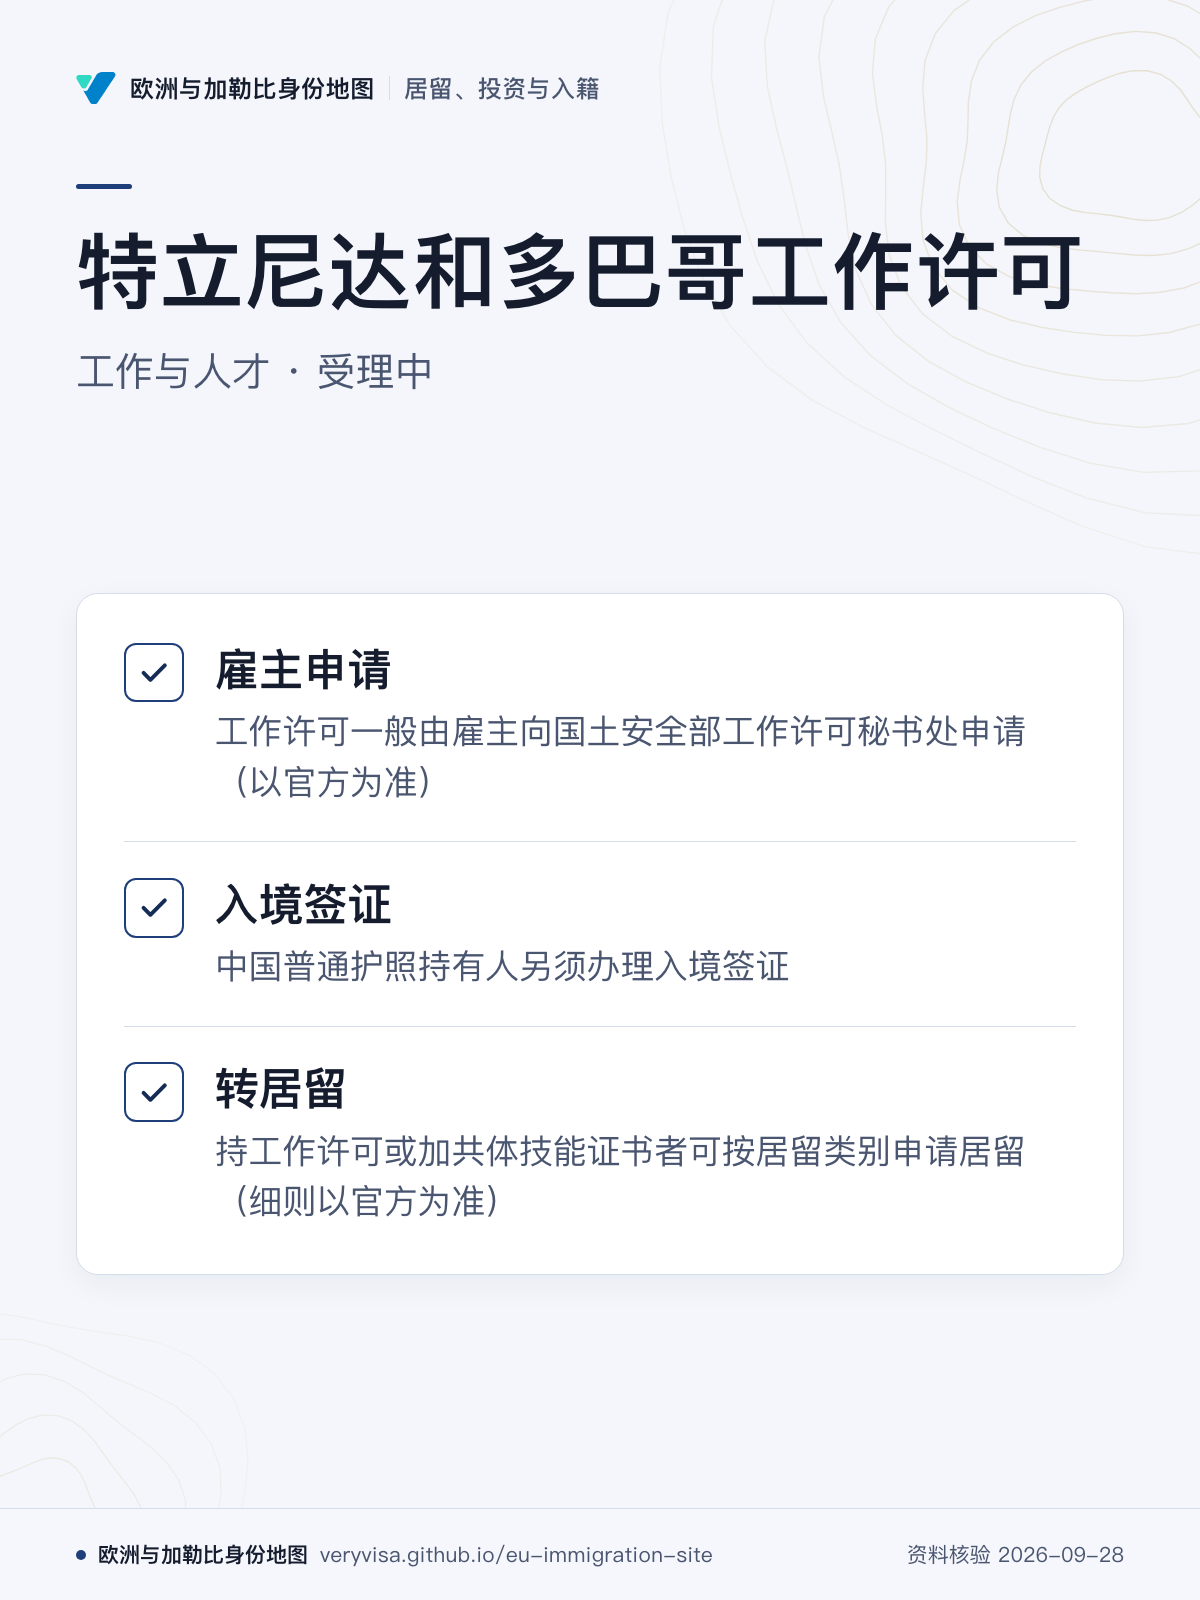 欧洲与加勒比身份地图 居留、投资与入籍
特立尼达和多巴哥工作许可
工作与人才 · 受理中
雇主申请
工作许可一般由雇主向国土安全部工作许可秘书处申请
（以官方为准）
入境签证
中国普通护照持有人另须办理入境签证
转居留
持工作许可或加共体技能证书者可按居留类别申请居留
（细则以官方为准）
欧洲与加勒比身份地图 veryvisa.github.io/eu-immigration-site 资料核验 2026-09-28